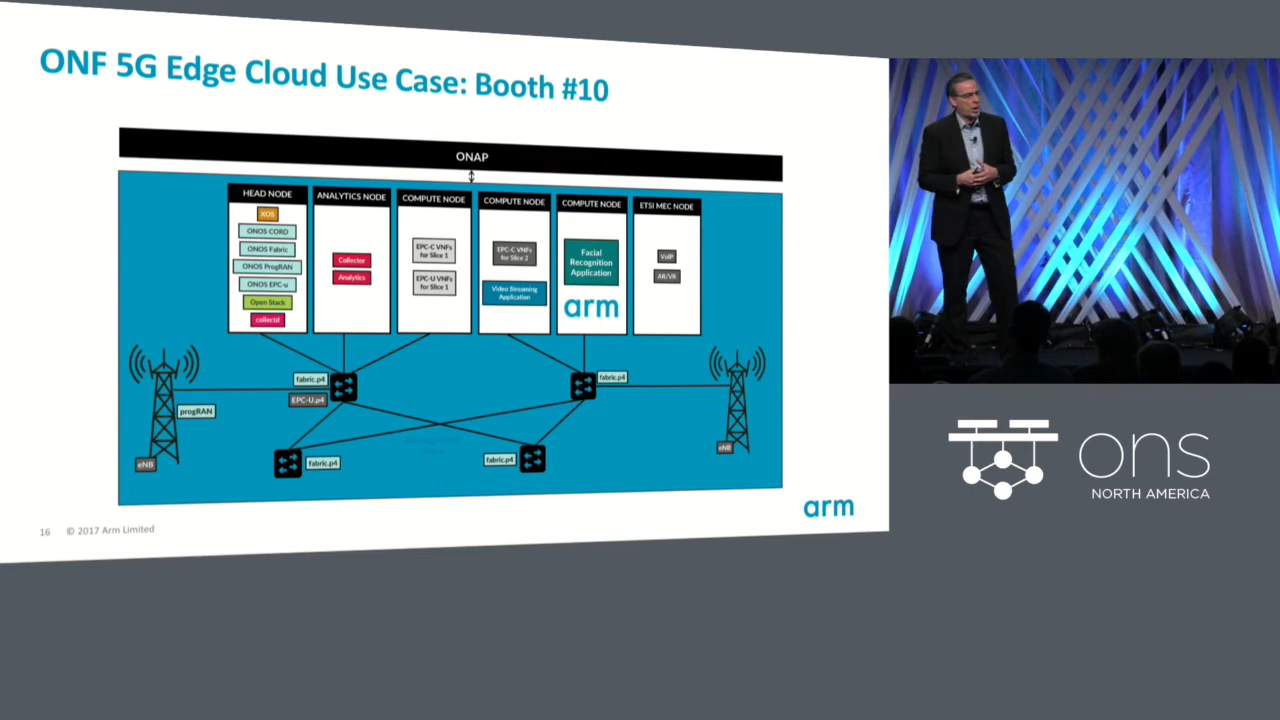 ONF 5G Edge Cloud Use Case: Booth #10
ONAP
HEAD NODE
XOS
ONOS CORD
ONOS Fabric
ONOS ProgRAN
ONOS EPC-u
Open Stack
collectd
ANALYTICS NODE
Collector
Analytics
COMPUTE NODE
EPC-C VNFs
for Slice 1
EPC-U VNFs
for Slice 1
COMPUTE NODE
EPC-C VNFs
for Slice 2
Video Streaming
Application
COMPUTE NODE
Facial
Recognition
Application
arm
ETSI MEC NODE
VoIP
AR/VR
fabric.p4
EPC-U.p4
fabric.p4
progRAN
eNB
eNB
fabric.p4
fabric.p4
arm
16 © 2017 Arm Limited
ons
NORTH AMERICA